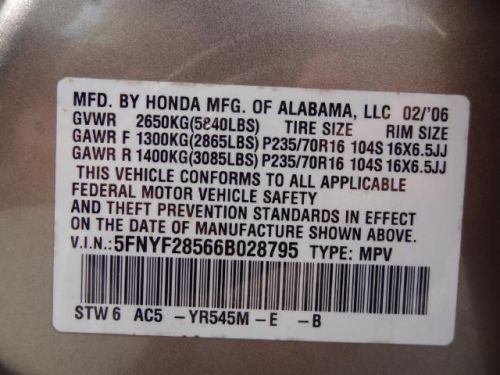 MFD. BY HONDA MFG. OF ALABAMA, LLC 02/'06
GVWR 2650KG(5840LBS) TIRE SIZE RIM SIZE
GAWR F 1300KG(2865LBS) P235/70R16 104S 16X6.5JJ
GAWR R 1400KG(3085LBS) P235/70R16 104S 16X6.5JJ
THIS VEHICLE CONFORMS TO ALL APPLICABLE
FEDERAL MOTOR VEHICLE SAFETY
AND THEFT PREVENTION STANDARDS IN EFFECT
ON THE DATE OF MANUFACTURE SHOWN ABOVE.
V.I.N.:5FNYF28566B028795 TYPE: MPV
STW 6 AC5 -YR545M-E -B